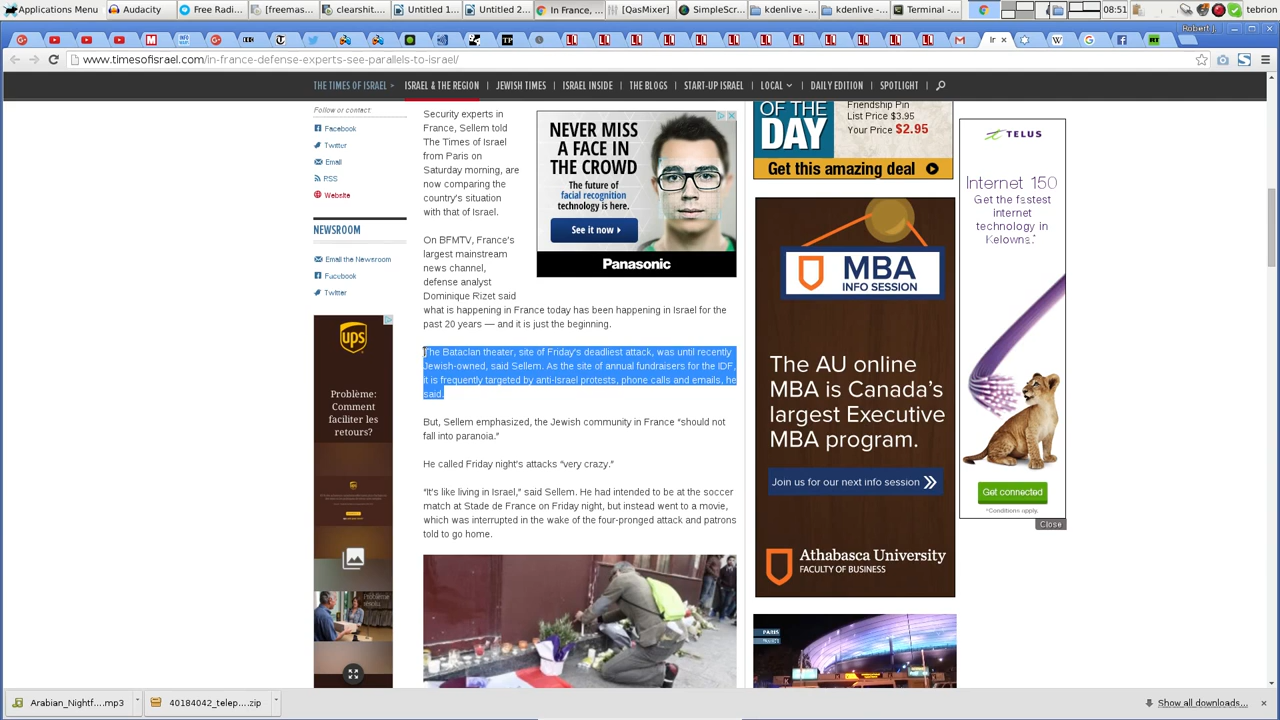 Applications Menu
Audacity
Free Radi...
[freemas...
clearshit....
Untitled 1...
Untitled 2...
In France, ...
[QasMixer]
SimpleScr...
kdenlive - ...
kdenlive - ...
Terminal - ...
08:51
tebrion
Robert J
www.timesofisrael.com/in-france-defense-experts-see-parallels-to-israel/
THE TIMES OF ISRAEL >
ISRAEL & THE REGION
JEWISH TIMES
ISRAEL INSIDE
THE BLOGS
START-UP ISRAEL
LOCAL
DAILY EDITION
SPOTLIGHT
Follow or contact:
Facebook
Twitter
Email
RSS
Website
NEWSROOM
Email the Newsroom
Facebook
Twitter
ups
Problème:
Comment
faciliter les
retours?
Security experts in
France, Sellem told
The Times of Israel
from Paris on
Saturday morning, are
now comparing the
country's situation
with that of Israel.
On BFMTV, France's
largest mainstream
news channel,
defense analyst
Dominique Rizet said
what is happening in France today has been happening in Israel for the
past 20 years — and it is just the beginning.
The Bataclan theater, site of Friday's deadliest attack, was until recently
Jewish-owned, said Sellem. As the site of annual fundraisers for the IDF,
it is frequently targeted by anti-Israel protests, phone calls and emails, he
said.
But, Sellem emphasized, the Jewish community in France “should not
fall into paranoia.”
He called Friday night's attacks “very crazy.”
“It's like living in Israel,” said Sellem. He had intended to be at the soccer
match at Stade de France on Friday night, but instead went to a movie,
which was interrupted in the wake of the four-pronged attack and patrons
told to go home.
NEVER MISS
A FACE IN
THE CROWD
The future of
facial recognition
technology is here.
See it now
Panasonic
OF THE
DAY
Friendship Pin
List Price $3.95
Your Price $2.95
Get this amazing deal
MBA
INFO SESSION
The AU online
MBA is Canada's
largest Executive
MBA program.
Join us for our next info session
Athabasca University
FACULTY OF BUSINESS
PARIS
TELUS
Internet 150
Get the fastest
internet
technology in
Kelowna.*
Get connected
*Conditions apply.
Close
Arabian_Nightf....mp3
40184042_telep....zip
Show all downloads...